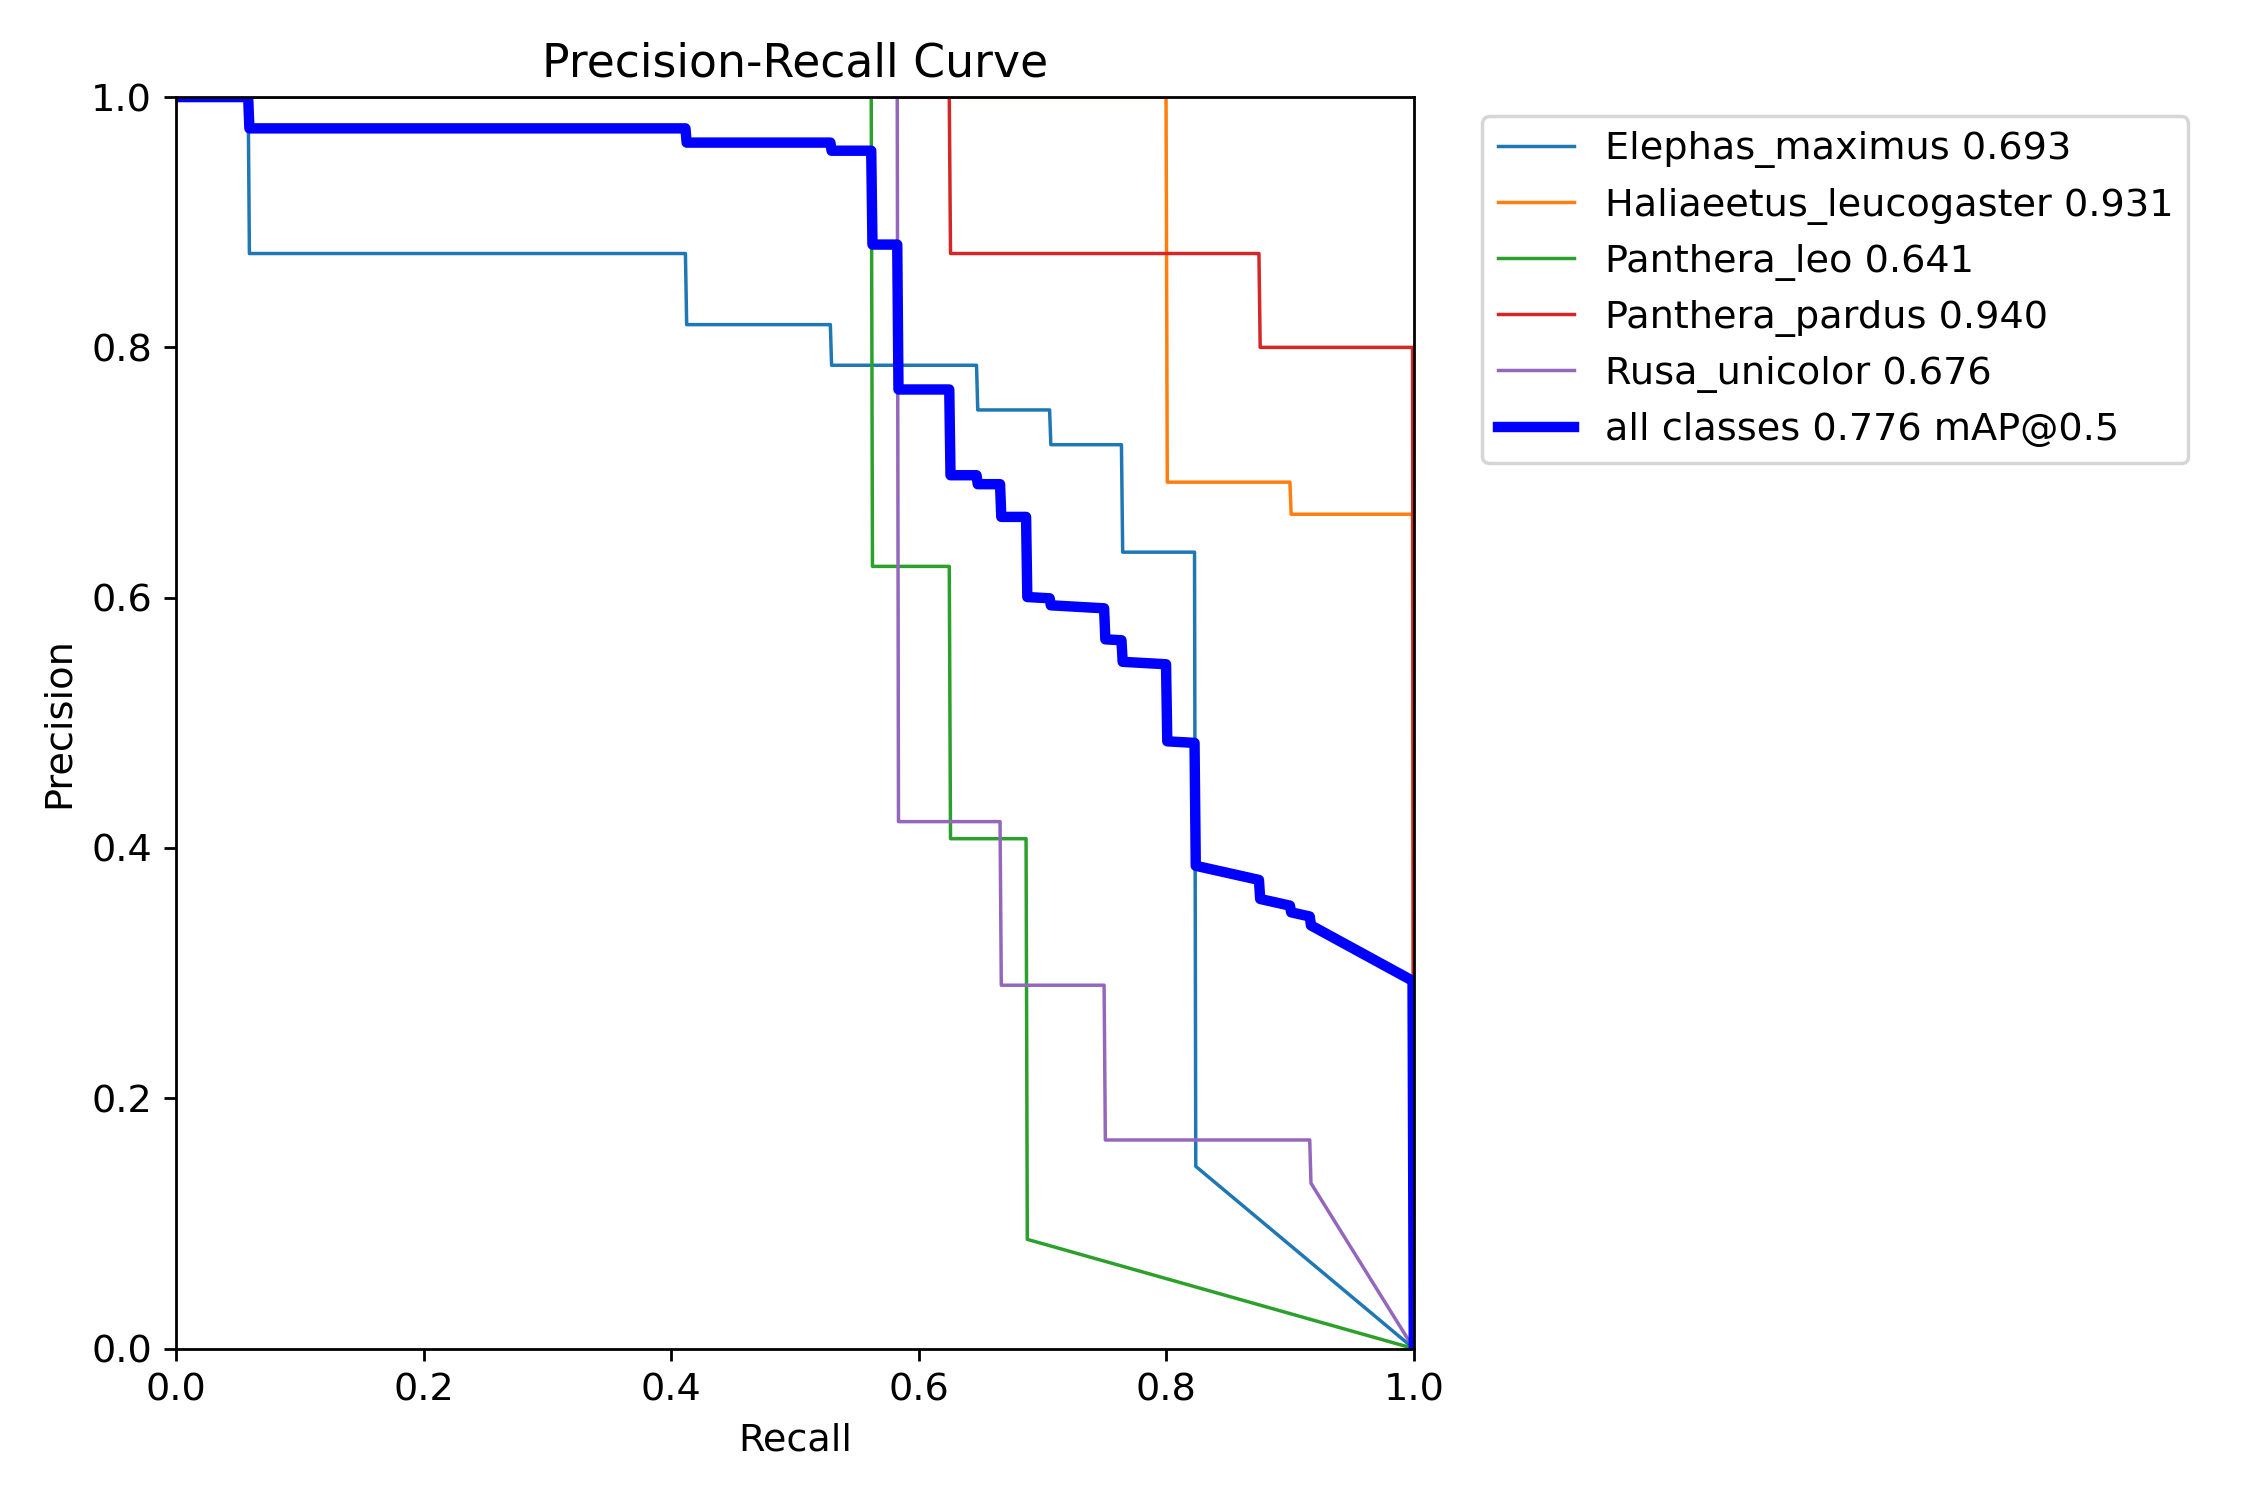 Precision-Recall Curve
1.0
0.8
0.6
0.4
0.2
0.0
Precision
0.0 0.2 0.4 0.6 0.8 1.0
Recall
Elephas_maximus 0.693
Haliaeetus_leucogaster 0.931
Panthera_leo 0.641
Panthera_pardus 0.940
Rusa_unicolor 0.676
all classes 0.776 mAP@0.5